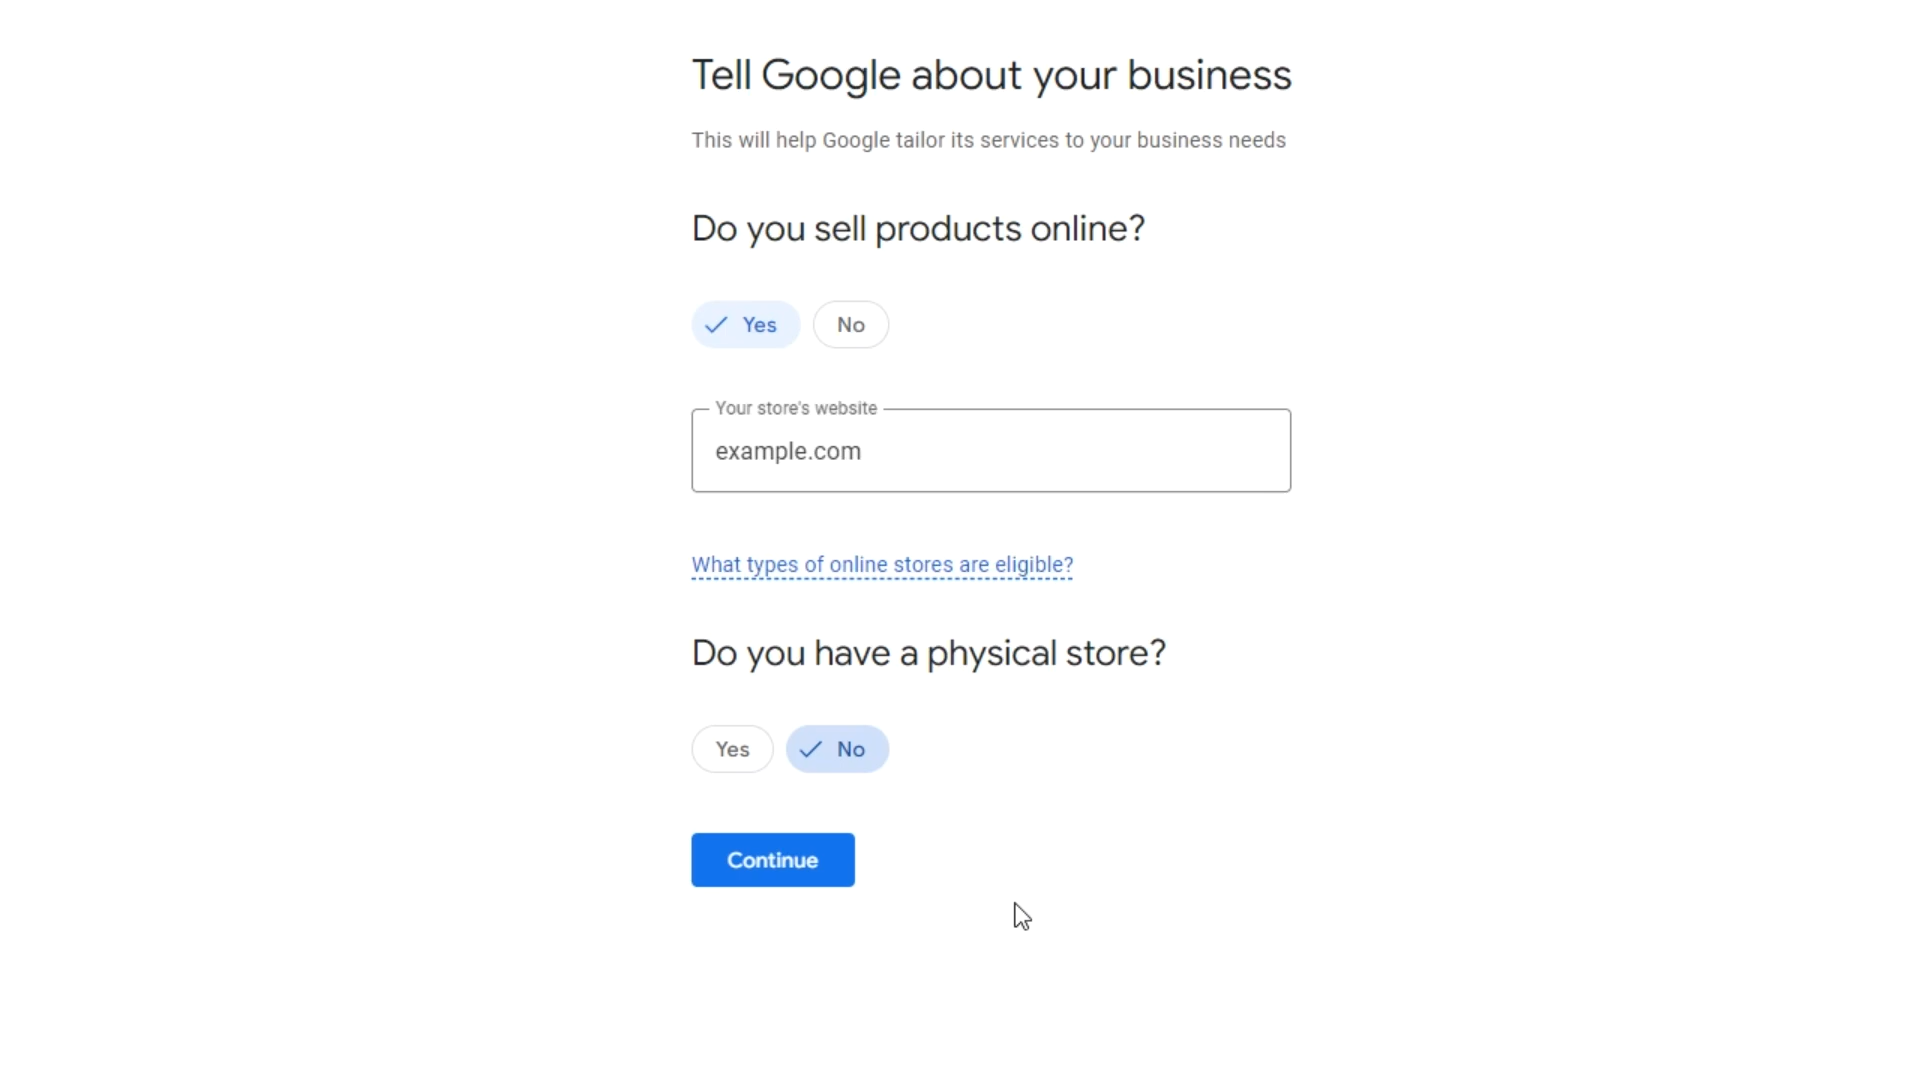 Tell Google about your business
This will help Google tailor its services to your business needs
Do you sell products online?
Yes No
Your store's website
example.com
What types of online stores are eligible?
Do you have a physical store?
Yes No
Continue